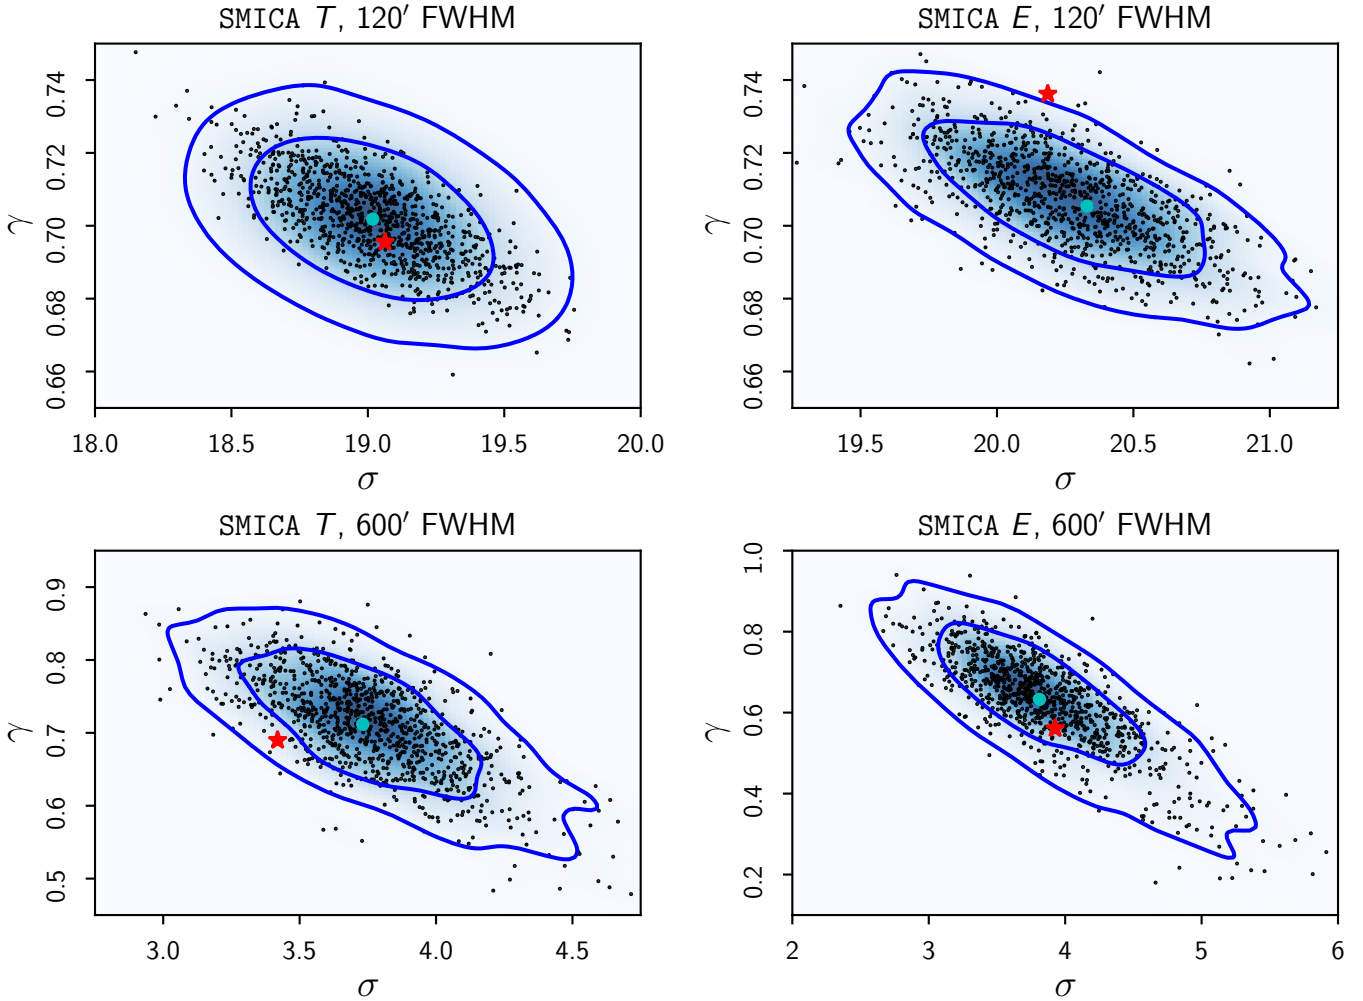 SMICA T, 120′ FWHM
γ
0.74
0.72
0.70
0.68
0.66
18.0 18.5 19.0 19.5 20.0
σ
SMICA E, 120′ FWHM
γ
0.74
0.72
0.70
0.68
0.66
19.5 20.0 20.5 21.0
σ
SMICA T, 600′ FWHM
γ
0.9
0.8
0.7
0.6
0.5
3.0 3.5 4.0 4.5
σ
SMICA E, 600′ FWHM
γ
1.0
0.8
0.6
0.4
0.2
2 3 4 5 6
σ